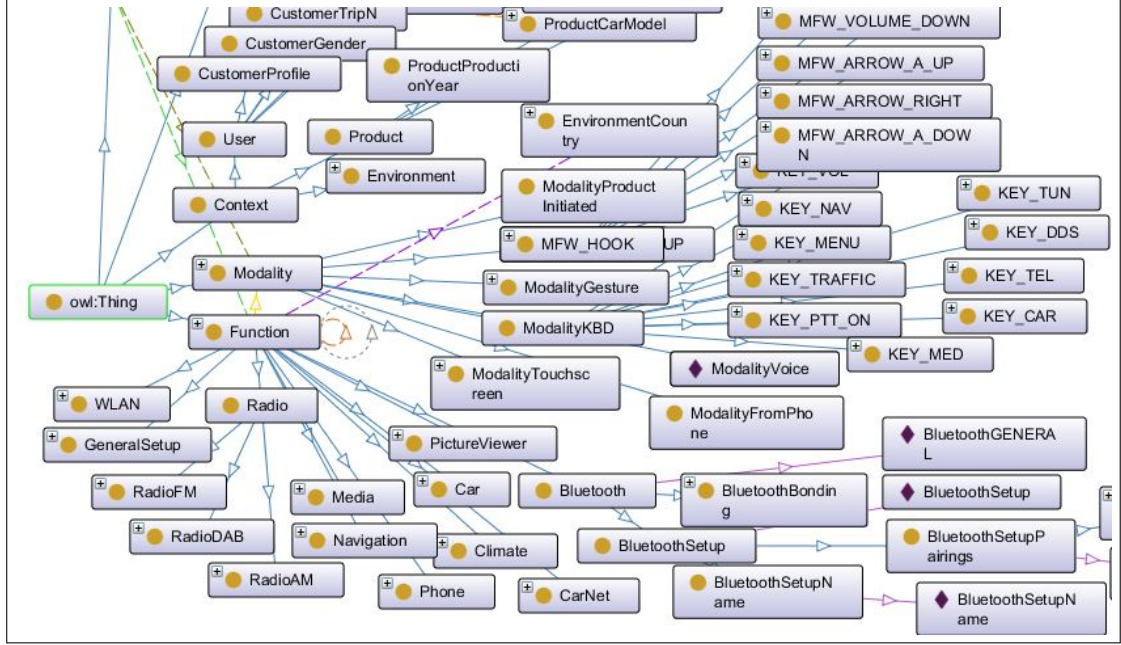 CustomerTripN
CustomerGender
CustomerProfile
ProductCarModel
ProductProducti
onYear
User
Product
Environment
Context
EnvironmentCoun
try
ModalityProduct
Initiated
MFW_HOOK
UP
Modality
ModalityGesture
owl:Thing
Function
ModalityKBD
ModalityTouchsc
reen
ModalityVoice
ModalityFromPho
ne
MFW_VOLUME_DOWN
MFW_ARROW_A_UP
MFW_ARROW_RIGHT
MFW_ARROW_A_DOW
N
KEY_VOL
KEY_NAV
KEY_MENU
KEY_TRAFFIC
KEY_PTT_ON
KEY_MED
KEY_TUN
KEY_DDS
KEY_TEL
KEY_CAR
WLAN
Radio
GeneralSetup
PictureViewer
RadioFM
Media
Car
RadioDAB
Navigation
Climate
RadioAM
Phone
CarNet
Bluetooth
BluetoothBondin
g
BluetoothGENERA
L
BluetoothSetup
BluetoothSetup
BluetoothSetupP
airings
BluetoothSetupN
ame
BluetoothSetupN
ame